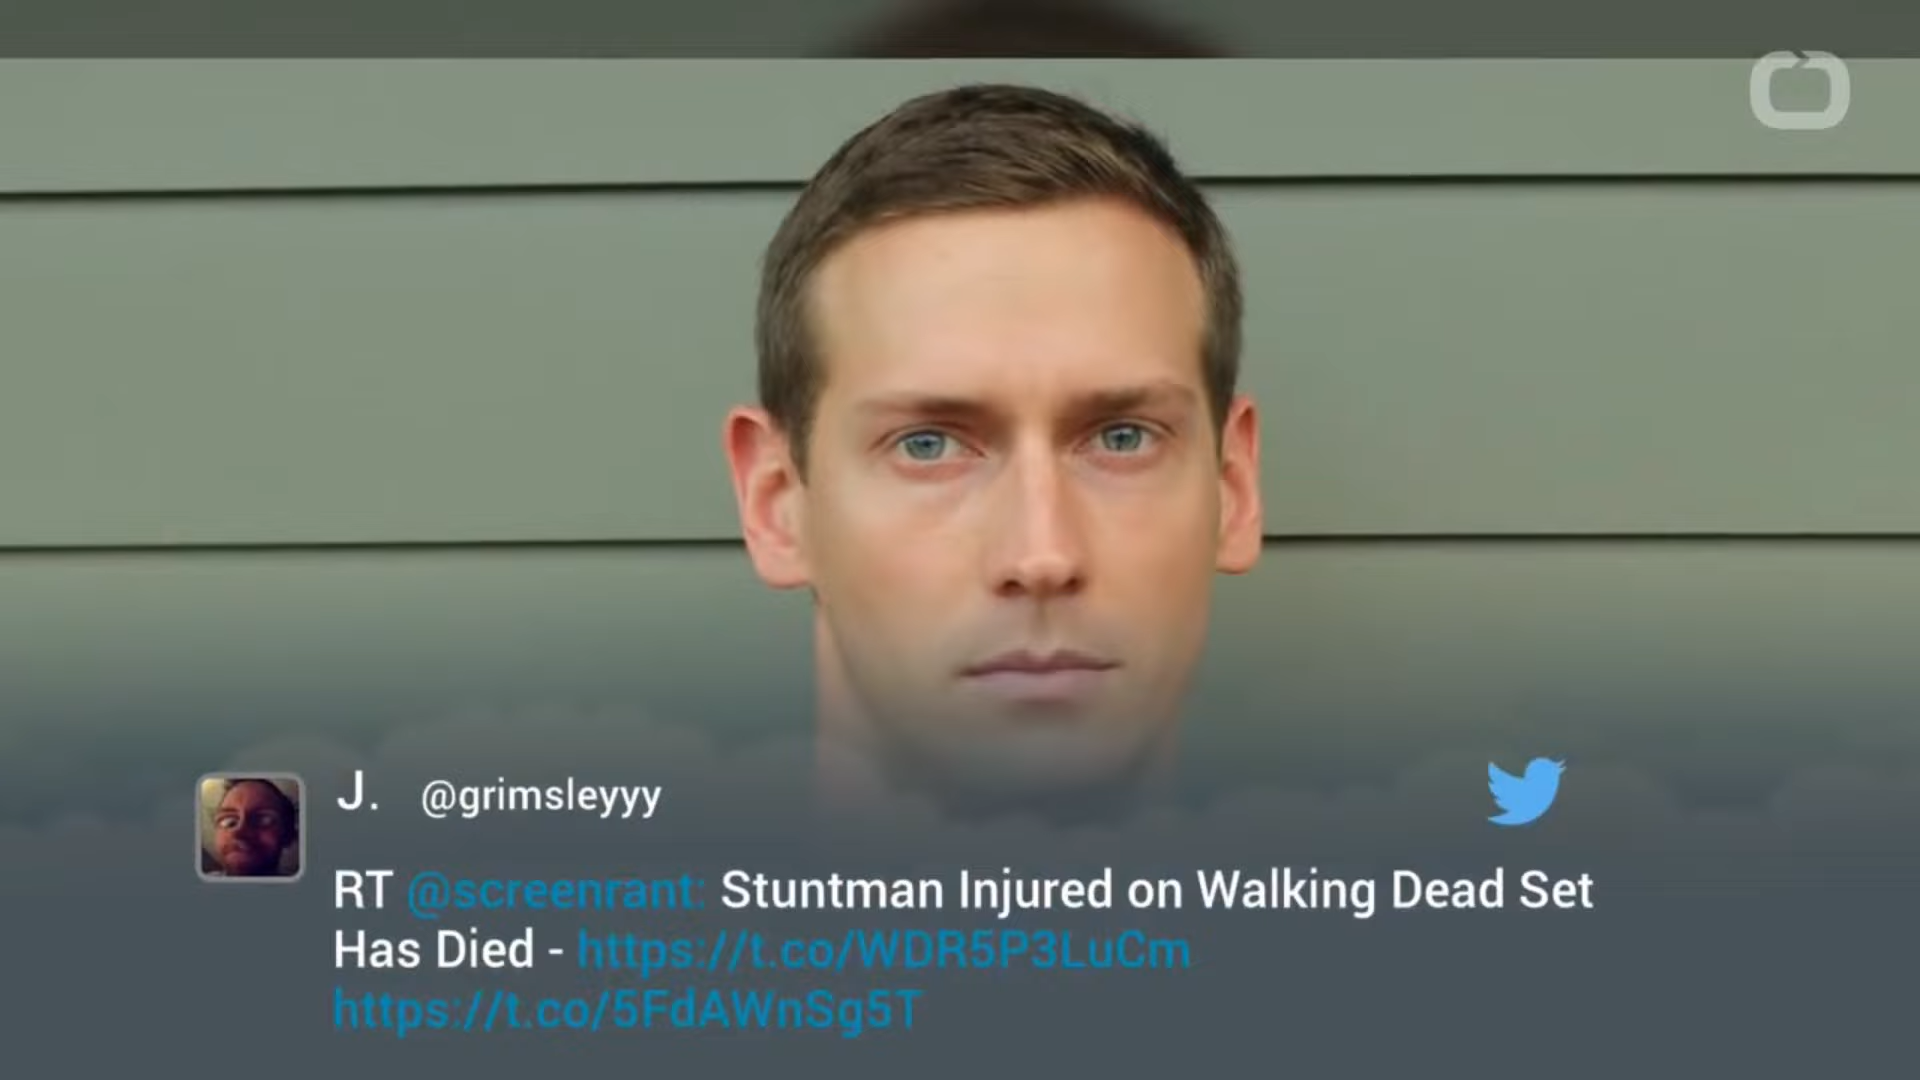 J. @grimsleyyy
RT @screenrant: Stuntman Injured on Walking Dead Set
Has Died - https://t.co/WDR5P3LuCm
https://t.co/5FdAWnSg5T